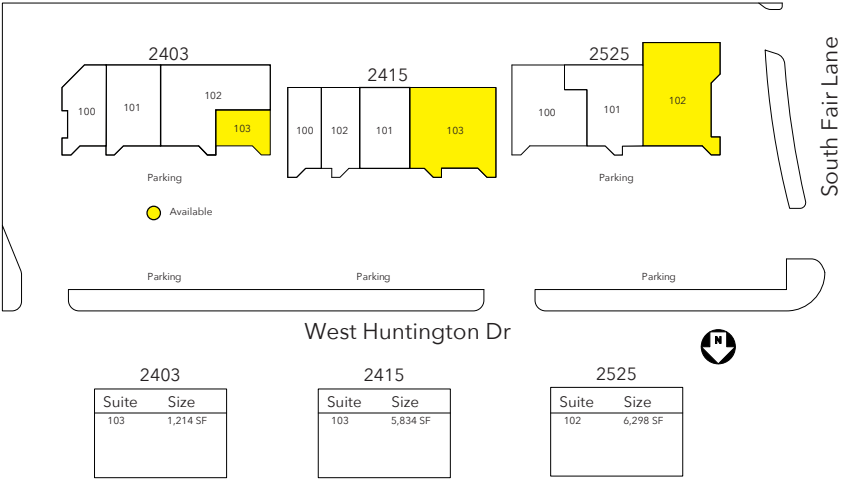 2403
2415
2525
100
101
102
103
100
102
101
103
100
101
102
South Fair Lane
Parking
Parking
Available
Parking
Parking
Parking
West Huntington Dr
N
2403
Suite Size
103 1,214 SF
2415
Suite Size
103 5,834 SF
2525
Suite Size
102 6,298 SF